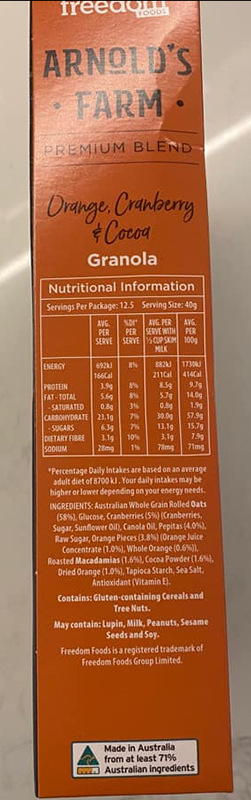 freedom
FOODS
ARNOLD'S
• FARM •
PREMIUM BLEND
Orange, Cranberry
& Cocoa
Granola
Nutritional Information
Servings Per Package: 12.5 Serving Size: 40g
AVG. PER SERVE %DI* PER SERVE AVG. PER SERVE WITH ½ CUP SKIM MILK AVG. PER 100g
ENERGY 692kJ 8% 882kJ 1730kJ
166Cal 211Cal 414Cal
PROTEIN 3.9g 8% 8.5g 9.7g
FAT - TOTAL 5.6g 8% 5.7g 14.0g
- SATURATED 0.8g 3% 0.8g 1.9g
CARBOHYDRATE 23.1g 7% 30.0g 57.9g
- SUGARS 6.3g 7% 13.1g 15.7g
DIETARY FIBRE 3.1g 10% 3.1g 7.9g
SODIUM 28mg 1% 78mg 71mg
*Percentage Daily Intakes are based on an average
adult diet of 8700 kJ. Your daily intakes may be
higher or lower depending on your energy needs.
INGREDIENTS: Australian Whole Grain Rolled Oats
(58%), Glucose, Cranberries (5%) (Cranberries,
Sugar, Sunflower Oil), Canola Oil, Pepitas (4.0%),
Raw Sugar, Orange Pieces (3.8%) (Orange Juice
Concentrate (1.0%), Whole Orange (0.6%)),
Roasted Macadamias (1.6%), Cocoa Powder (1.6%),
Dried Orange (1.0%), Tapioca Starch, Sea Salt,
Antioxidant (Vitamin E).
Contains: Gluten-containing Cereals and
Tree Nuts.
May contain: Lupin, Milk, Peanuts, Sesame
Seeds and Soy.
Freedom Foods is a registered trademark of
Freedom Foods Group Limited.
Made in Australia
from at least 71%
Australian ingredients